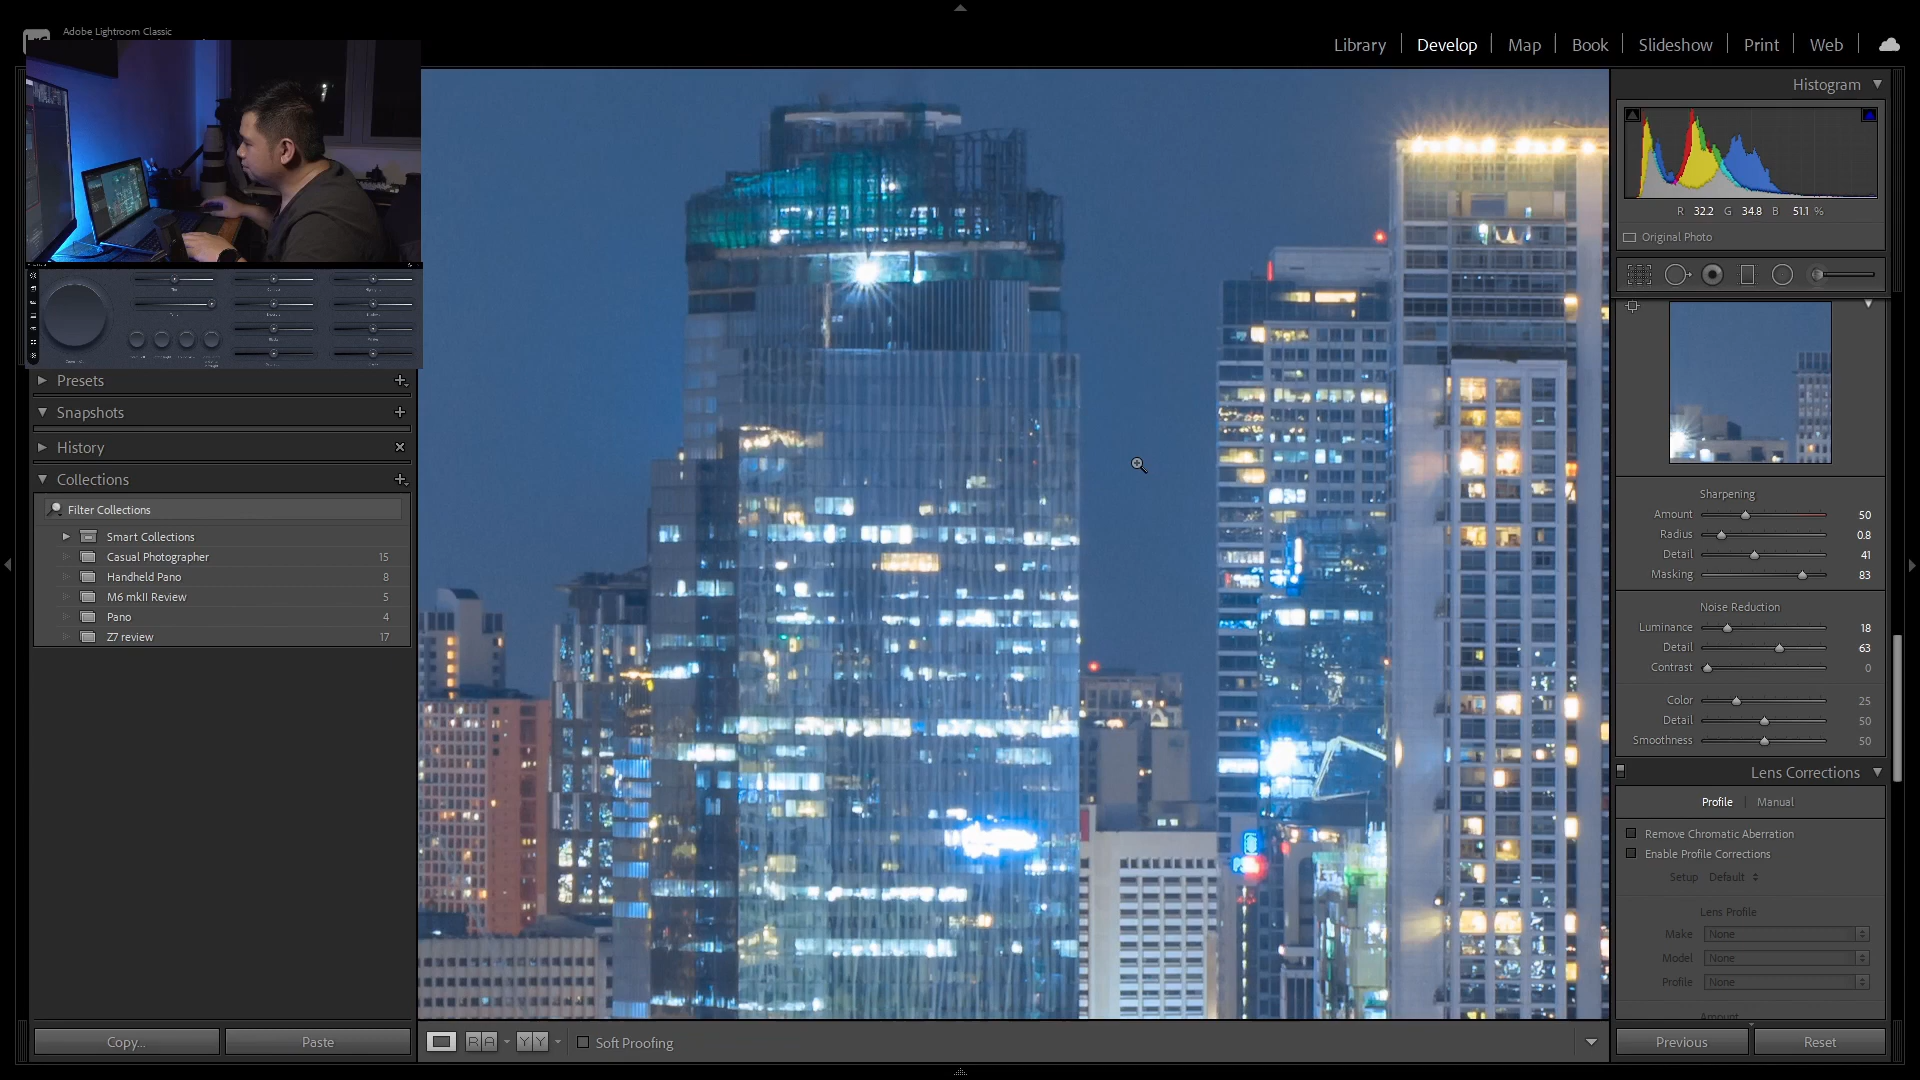 Adobe Lightroom Classic
Library
Develop
Map
Book
Slideshow
Print
Web
Presets
Snapshots
History
Collections
Filter Collections
Smart Collections
Casual Photographer 15
Handheld Pano 8
M6 mkII Review 5
Pano 4
Z7 review 17
Copy...
Paste
R A
Y Y
Soft Proofing
Histogram
R 32.2 G 34.8 B 51.1 %
Original Photo
Sharpening
Amount 50
Radius 0.8
Detail 41
Masking 83
Noise Reduction
Luminance 18
Detail 63
Contrast 0
Color 25
Detail 50
Smoothness 50
Lens Corrections
Profile Manual
Remove Chromatic Aberration
Enable Profile Corrections
Setup Default
Lens Profile
Make None
Model None
Profile None
Amount
Previous
Reset